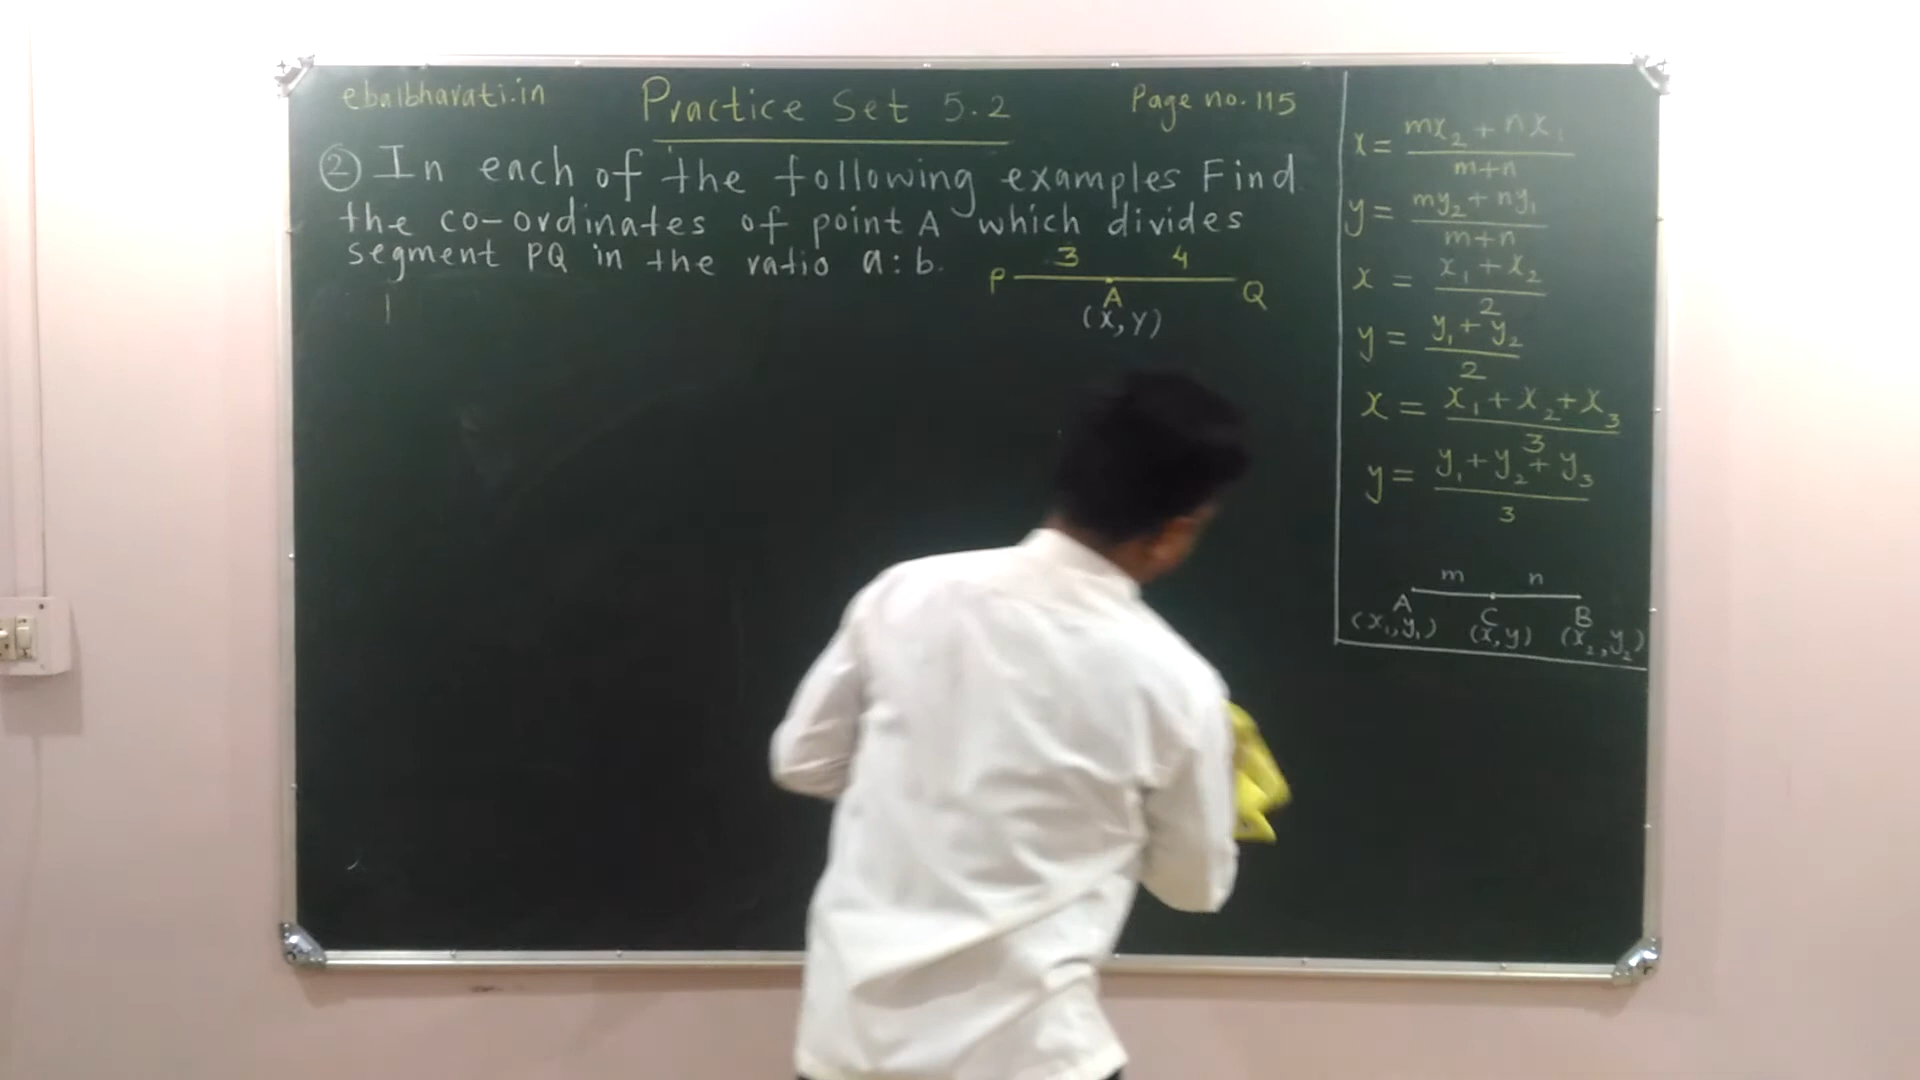 ebalbharati.in
Practice Set 5.2
Page no. 115
② In each of the following examples Find
the co-ordinates of point A which divides
segment PQ in the ratio a:b.
3 4
P A Q
(x, y)
x = mx₂ + nx₁ / m+n
y = my₂ + ny₁ / m+n
x = x₁ + x₂ / 2
y = y₁ + y₂ / 2
x = x₁ + x₂ + x₃ / 3
y = y₁ + y₂ + y₃ / 3
m n
A C B
(x₁, y₁) (x, y) (x₂, y₂)